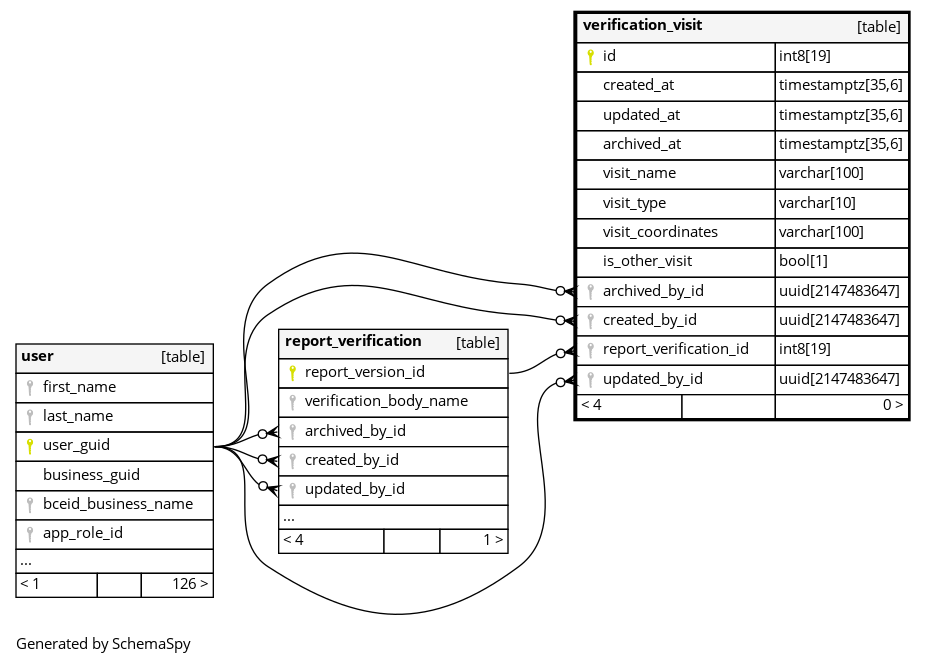 verification_visit [table]
id int8[19]
created_at timestamptz[35,6]
updated_at timestamptz[35,6]
archived_at timestamptz[35,6]
visit_name varchar[100]
visit_type varchar[10]
visit_coordinates varchar[100]
is_other_visit bool[1]
archived_by_id uuid[2147483647]
created_by_id uuid[2147483647]
report_verification_id int8[19]
updated_by_id uuid[2147483647]
< 4 0 >
report_verification [table]
report_version_id
verification_body_name
archived_by_id
created_by_id
updated_by_id
...
< 4 1 >
user [table]
first_name
last_name
user_guid
business_guid
bceid_business_name
app_role_id
...
< 1 126 >
Generated by SchemaSpy